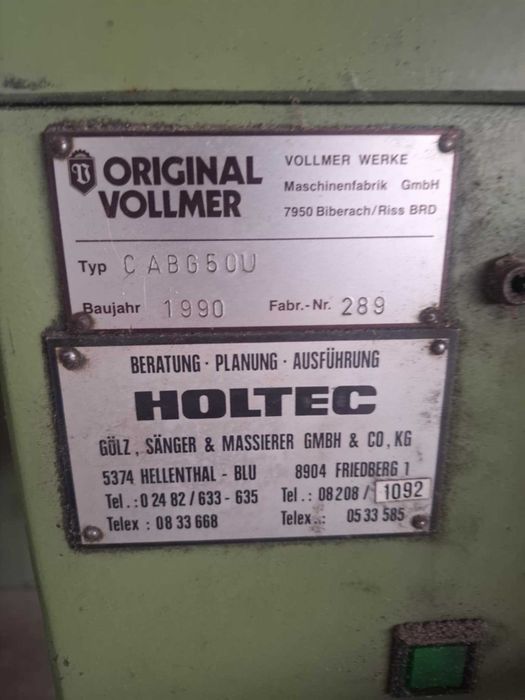 ORIGINAL
VOLLMER
VOLLMER WERKE
Maschinenfabrik GmbH
7950 Biberach/Riss BRD
Typ CABG50U
Baujahr 1990 Fabr.-Nr. 289
BERATUNG · PLANUNG · AUSFÜHRUNG
HOLTEC
GÖLZ, SÄNGER & MASSIERER GMBH & CO, KG
5374 HELLENTHAL - BLU 8904 FRIEDBERG 1
Tel.: 0 24 82/633 - 635 Tel.: 08208/ 1092
Telex : 08 33 668 Telex.: 05 33 585